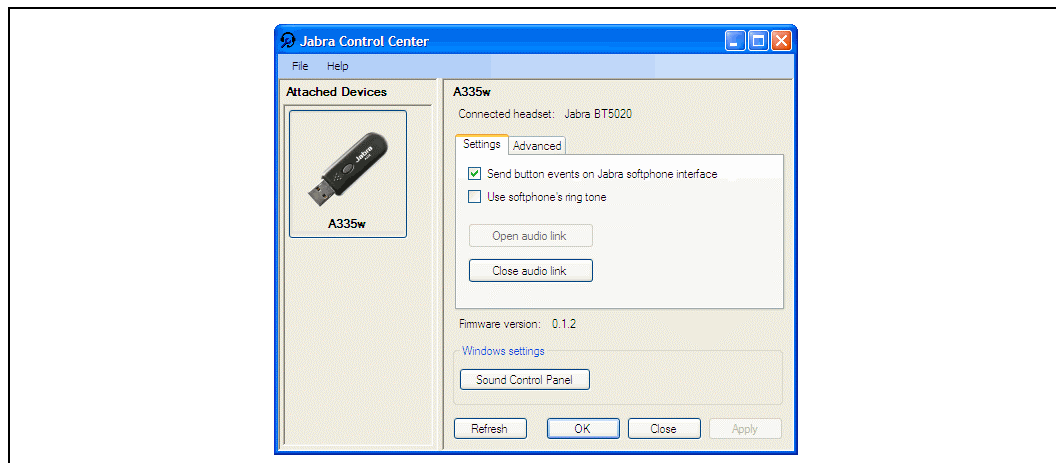 Jabra Control Center
File Help
Attached Devices
Jabra
A335w
A335w
Connected headset: Jabra BT5020
Settings Advanced
Send button events on Jabra softphone interface
Use softphone's ring tone
Open audio link
Close audio link
Firmware version: 0.1.2
Windows settings
Sound Control Panel
Refresh OK Close Apply